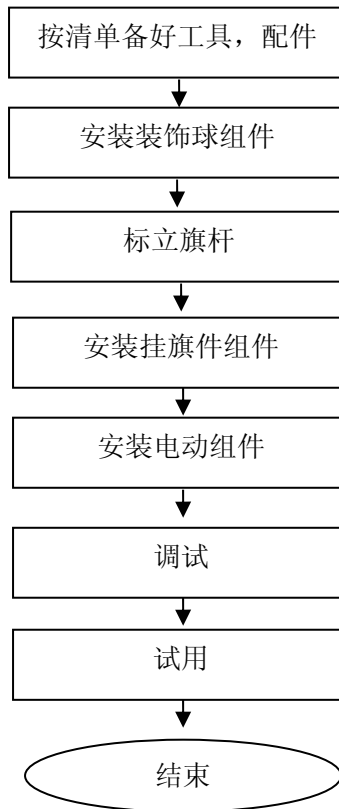 按清单备好工具，配件
安装装饰球组件
标立旗杆
安装挂旗件组件
安装电动组件
调试
试用
结束